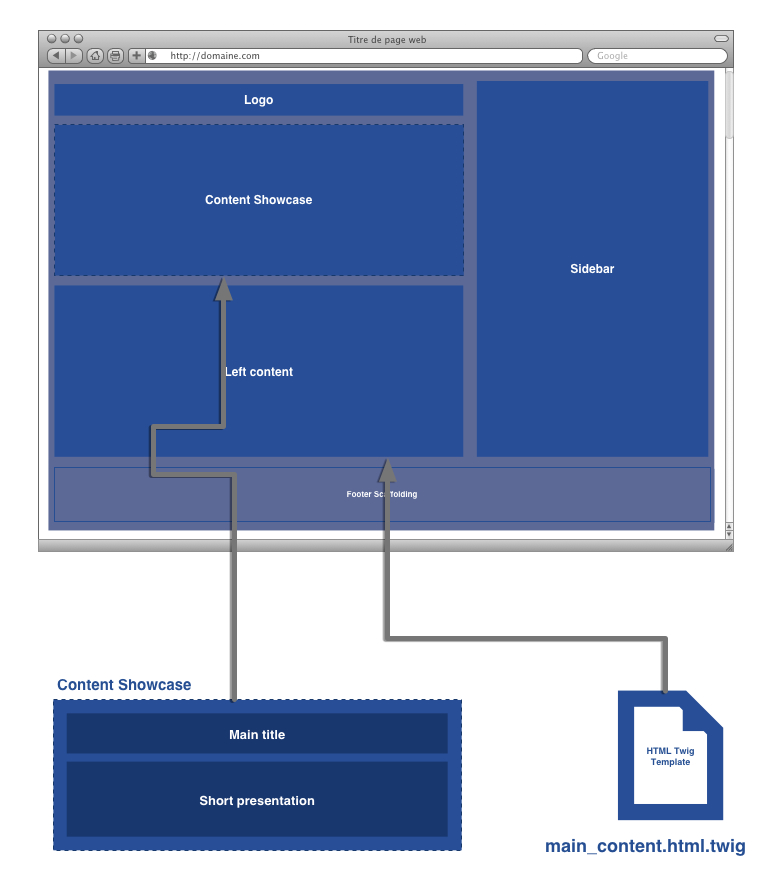 Titre de page web
http://domaine.com
Google
Logo
Content Showcase
Sidebar
Left content
Footer Scaffolding
Content Showcase
Main title
Short presentation
HTML Twig
Template
main_content.html.twig